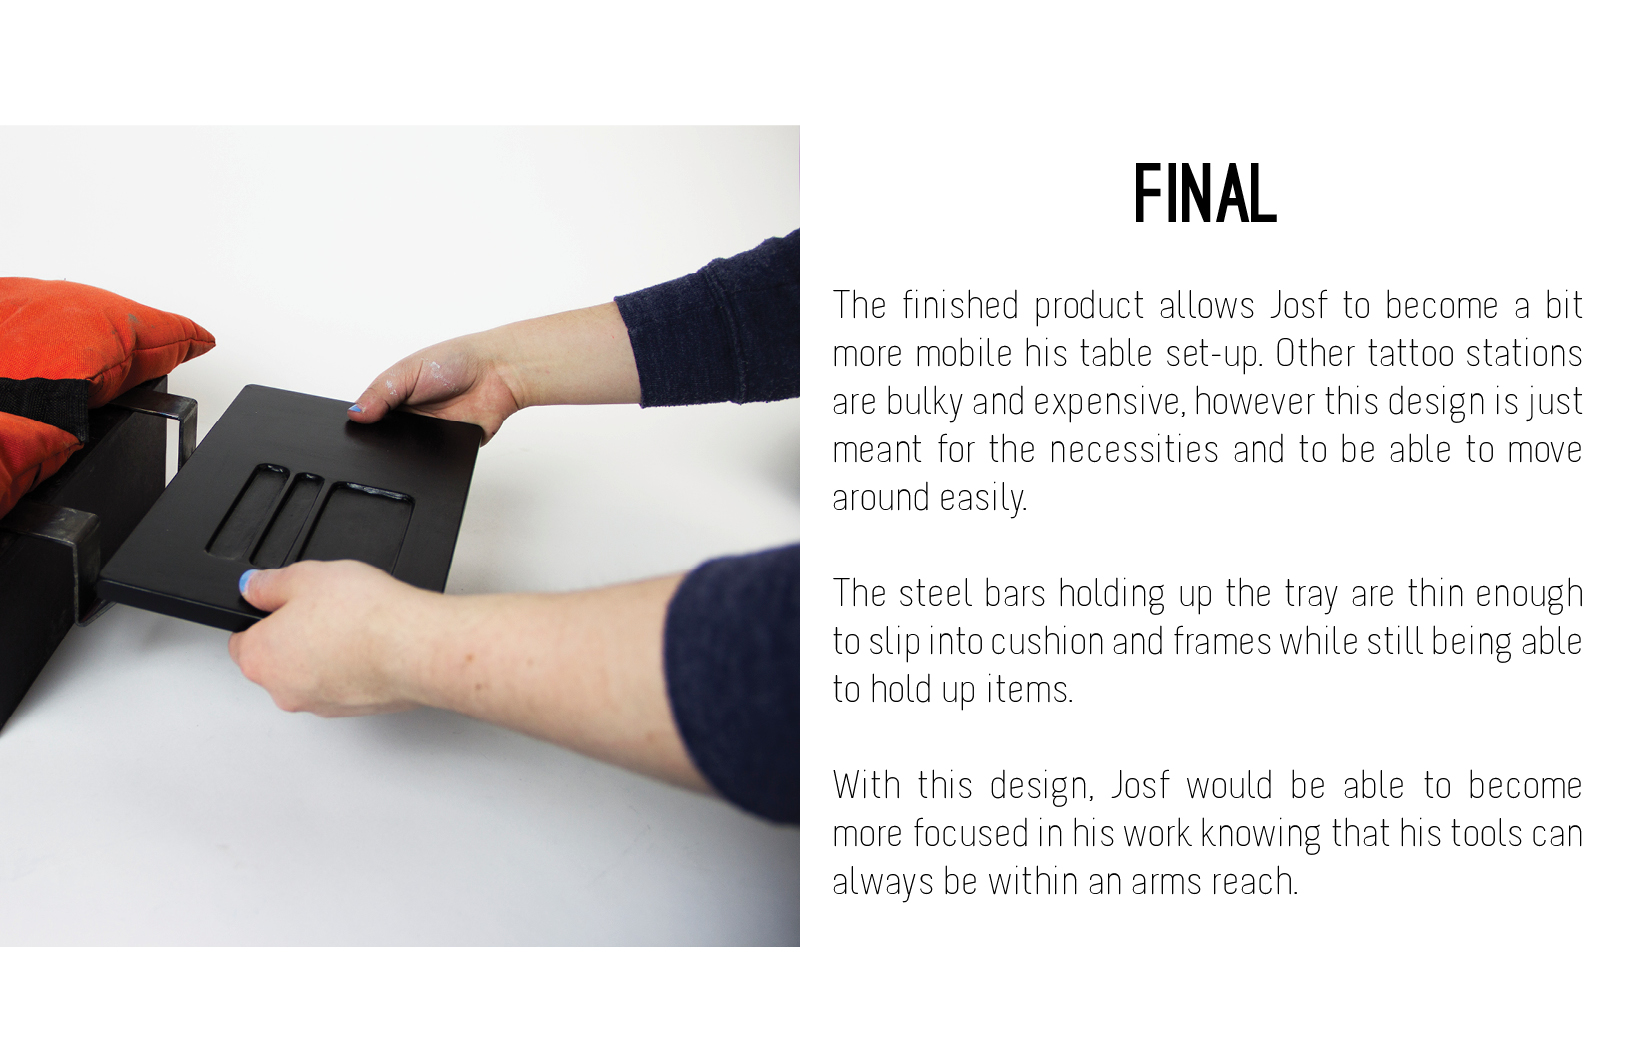 FINAL
The finished product allows Josf to become a bit
more mobile his table set-up. Other tattoo stations
are bulky and expensive, however this design is just
meant for the necessities and to be able to move
around easily.
The steel bars holding up the tray are thin enough
to slip into cushion and frames while still being able
to hold up items.
With this design, Josf would be able to become
more focused in his work knowing that his tools can
always be within an arms reach.